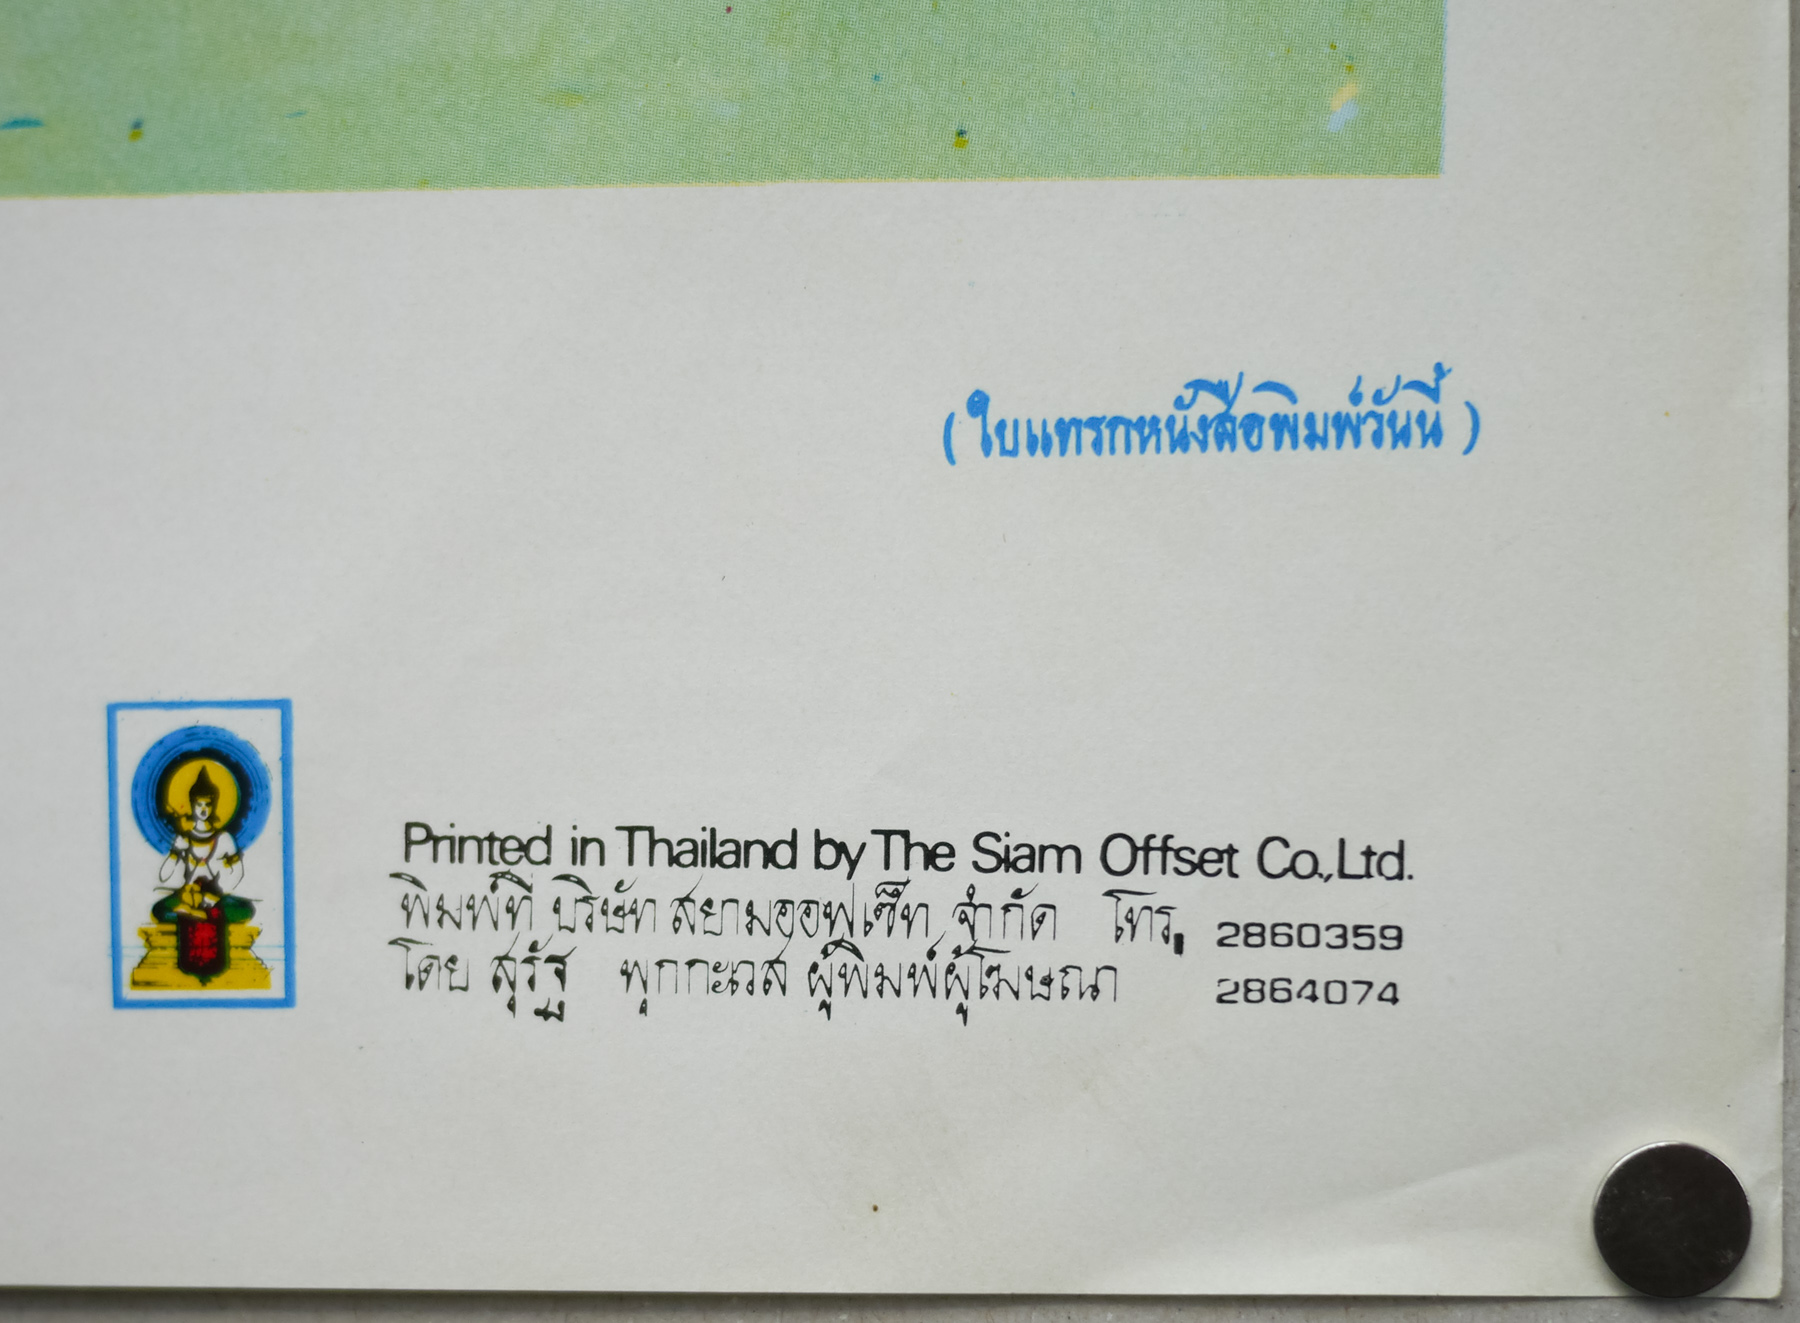 (ใบแทรกหนังสือพิมพ์วันนี้)
Printed in Thailand by The Siam Offset Co.,Ltd.
พิมพ์ที่ บริษัท สยามออฟเซ็ท จำกัด โทร. 2860359
โดย สุรัฐ พุกกะเวส ผู้พิมพ์ผู้โฆษณา 2864074